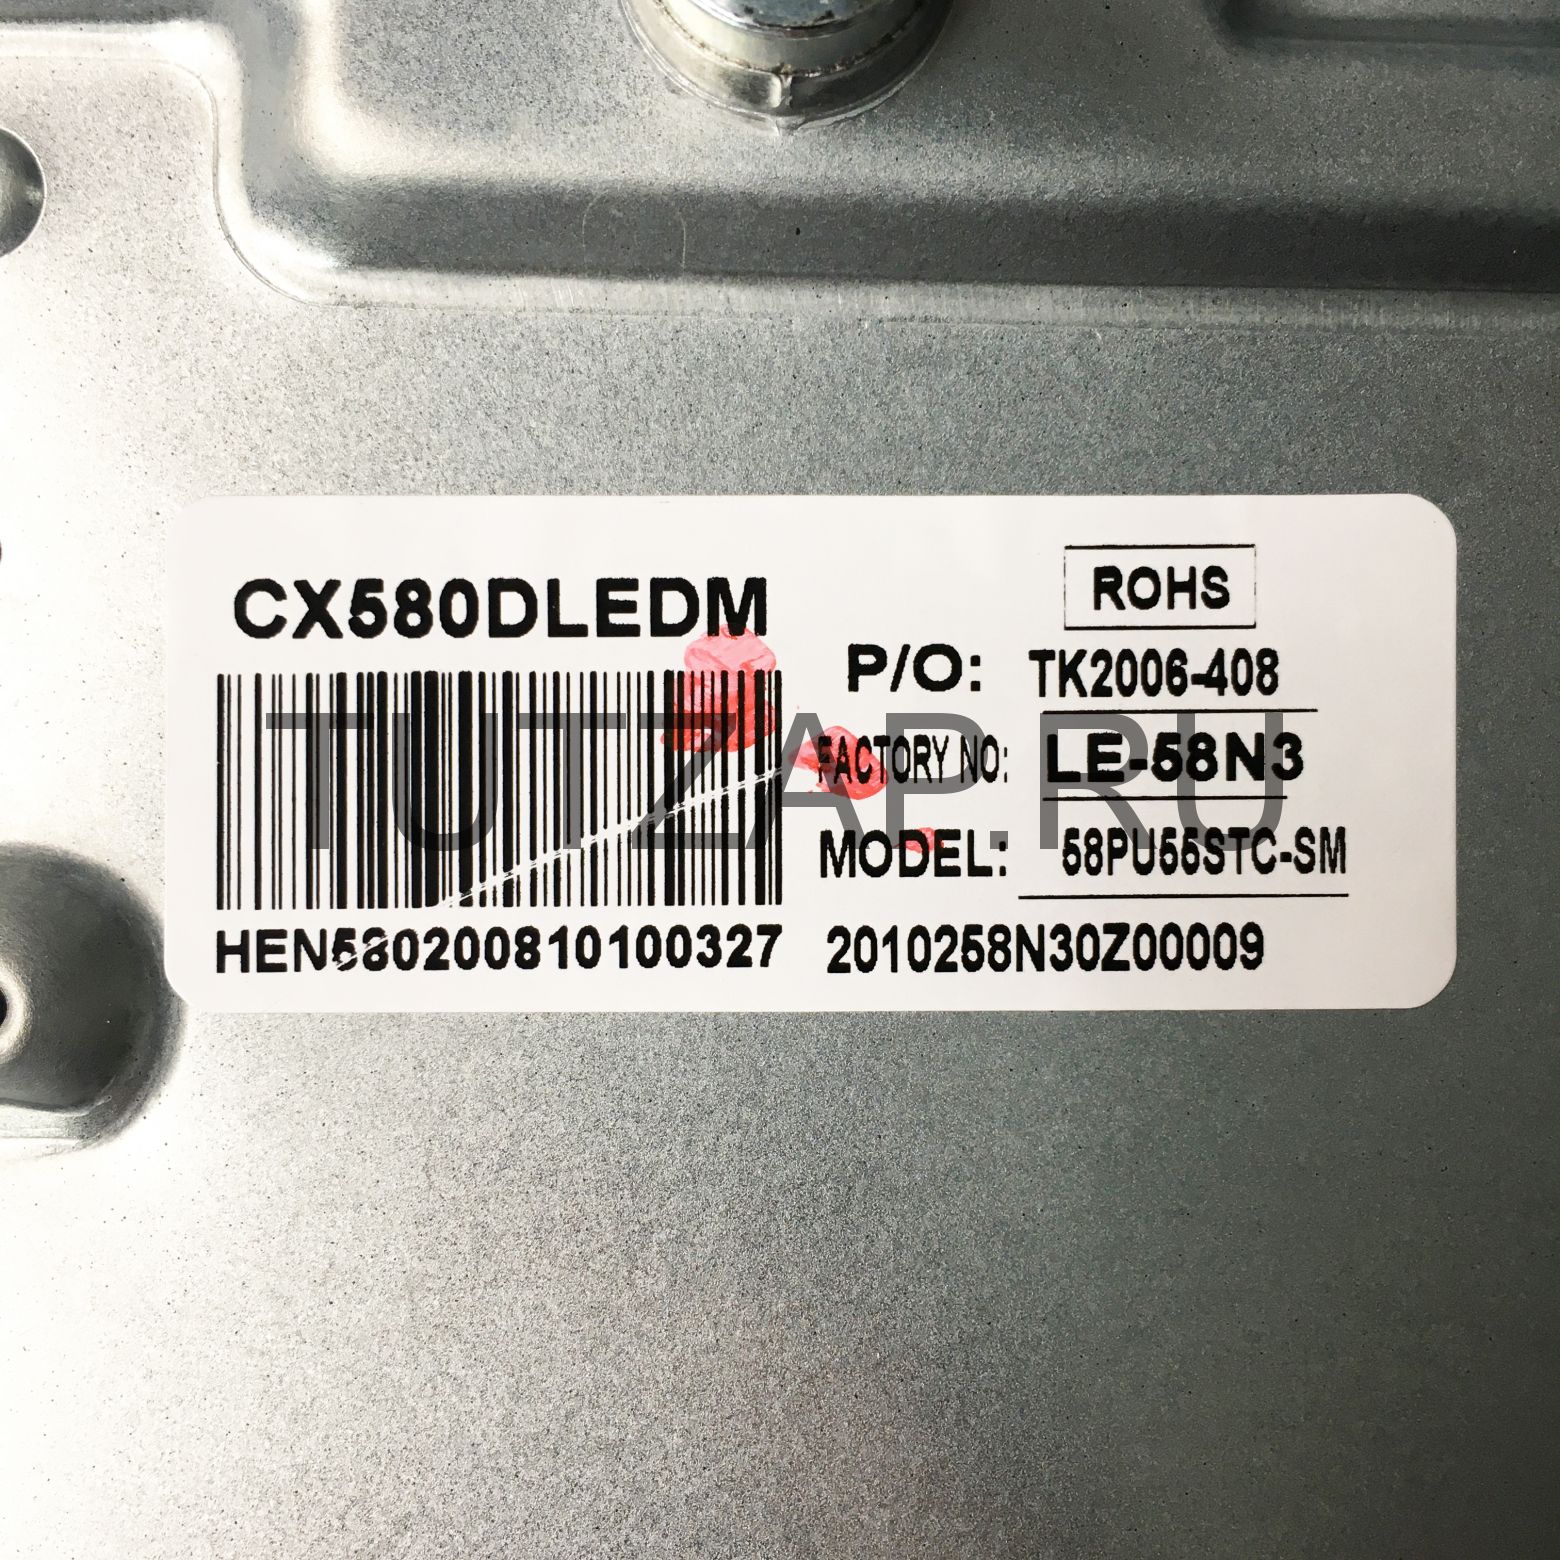 CX580DLEDM
ROHS
P/O: TK2006-408
FACTORY NO: LE-58N3
MODEL: 58PU55STC-SM
HEN580200810100327 2010258N30Z00009
TUTZAP.RU